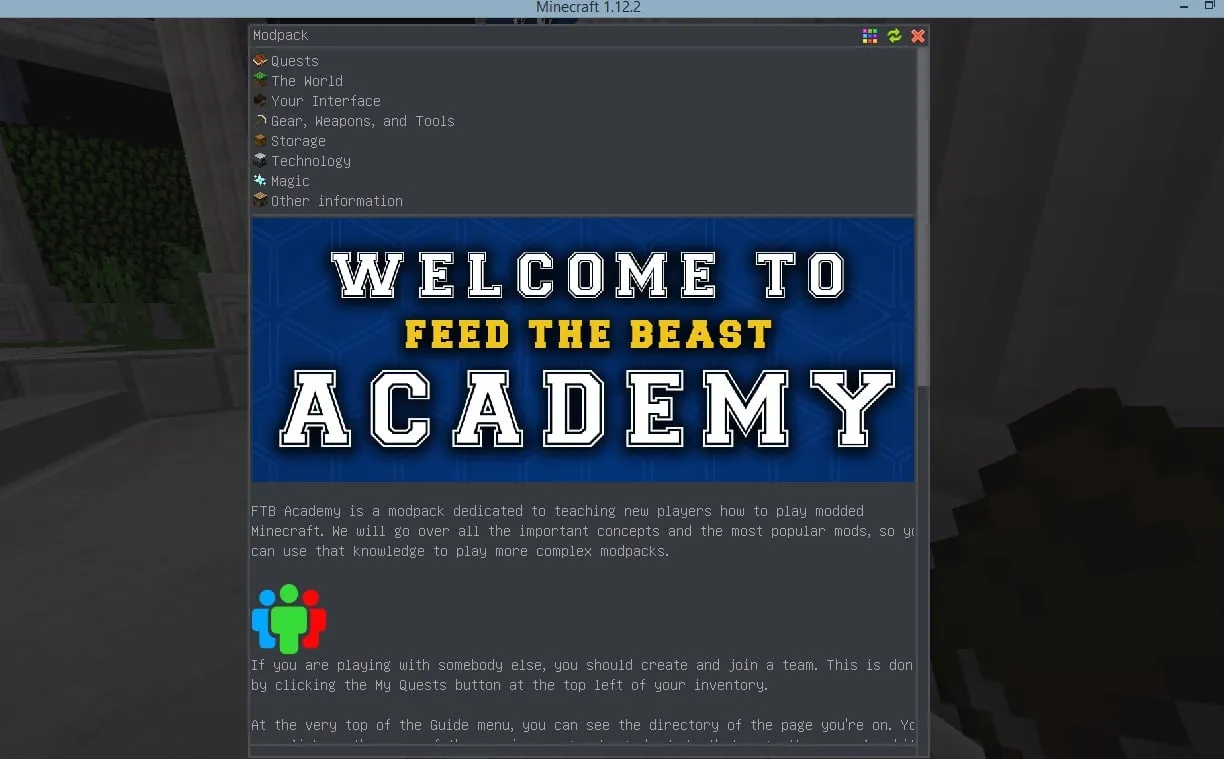 Minecraft 1.12.2
Modpack
Quests
The World
Your Interface
Gear, Weapons, and Tools
Storage
Technology
Magic
Other information
WELCOME TO
FEED THE BEAST
ACADEMY
FTB Academy is a modpack dedicated to teaching new players how to play modded
Minecraft. We will go over all the important concepts and the most popular mods, so yo
can use that knowledge to play more complex modpacks.
If you are playing with somebody else, you should create and join a team. This is don
by clicking the My Quests button at the top left of your inventory.
At the very top of the Guide menu, you can see the directory of the page you're on. Yo